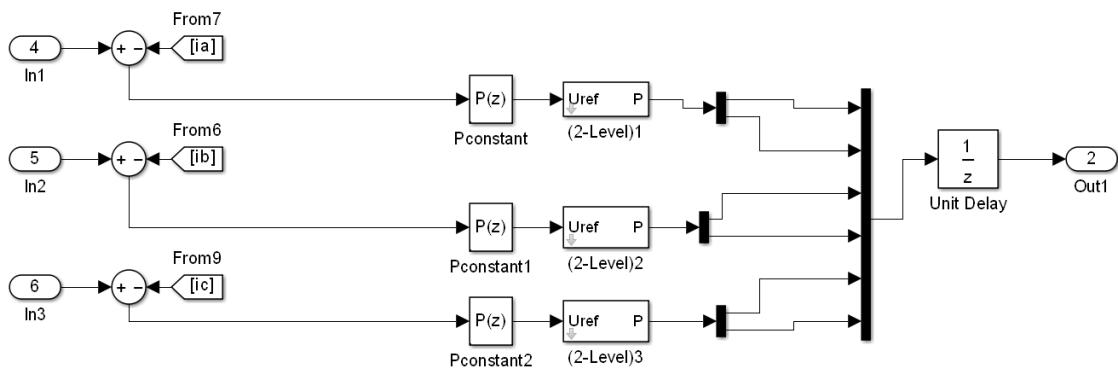 From7
4
+ −
[ia]
In1
P(z)
Uref P
Pconstant
(2-Level)1
From6
5
+ −
[ib]
In2
1
z
Unit Delay
2
Out1
P(z)
Uref P
Pconstant1
(2-Level)2
From9
6
+ −
[ic]
In3
P(z)
Uref P
Pconstant2
(2-Level)3